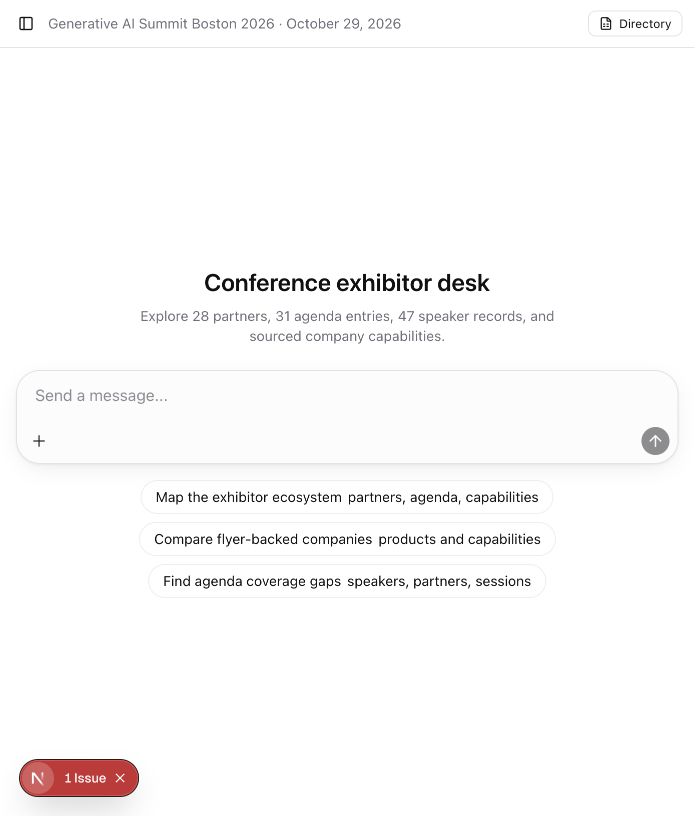 Generative AI Summit Boston 2026 · October 29, 2026
Directory
Conference exhibitor desk
Explore 28 partners, 31 agenda entries, 47 speaker records, and
sourced company capabilities.
Send a message...
Map the exhibitor ecosystem partners, agenda, capabilities
Compare flyer-backed companies products and capabilities
Find agenda coverage gaps speakers, partners, sessions
N 1 Issue